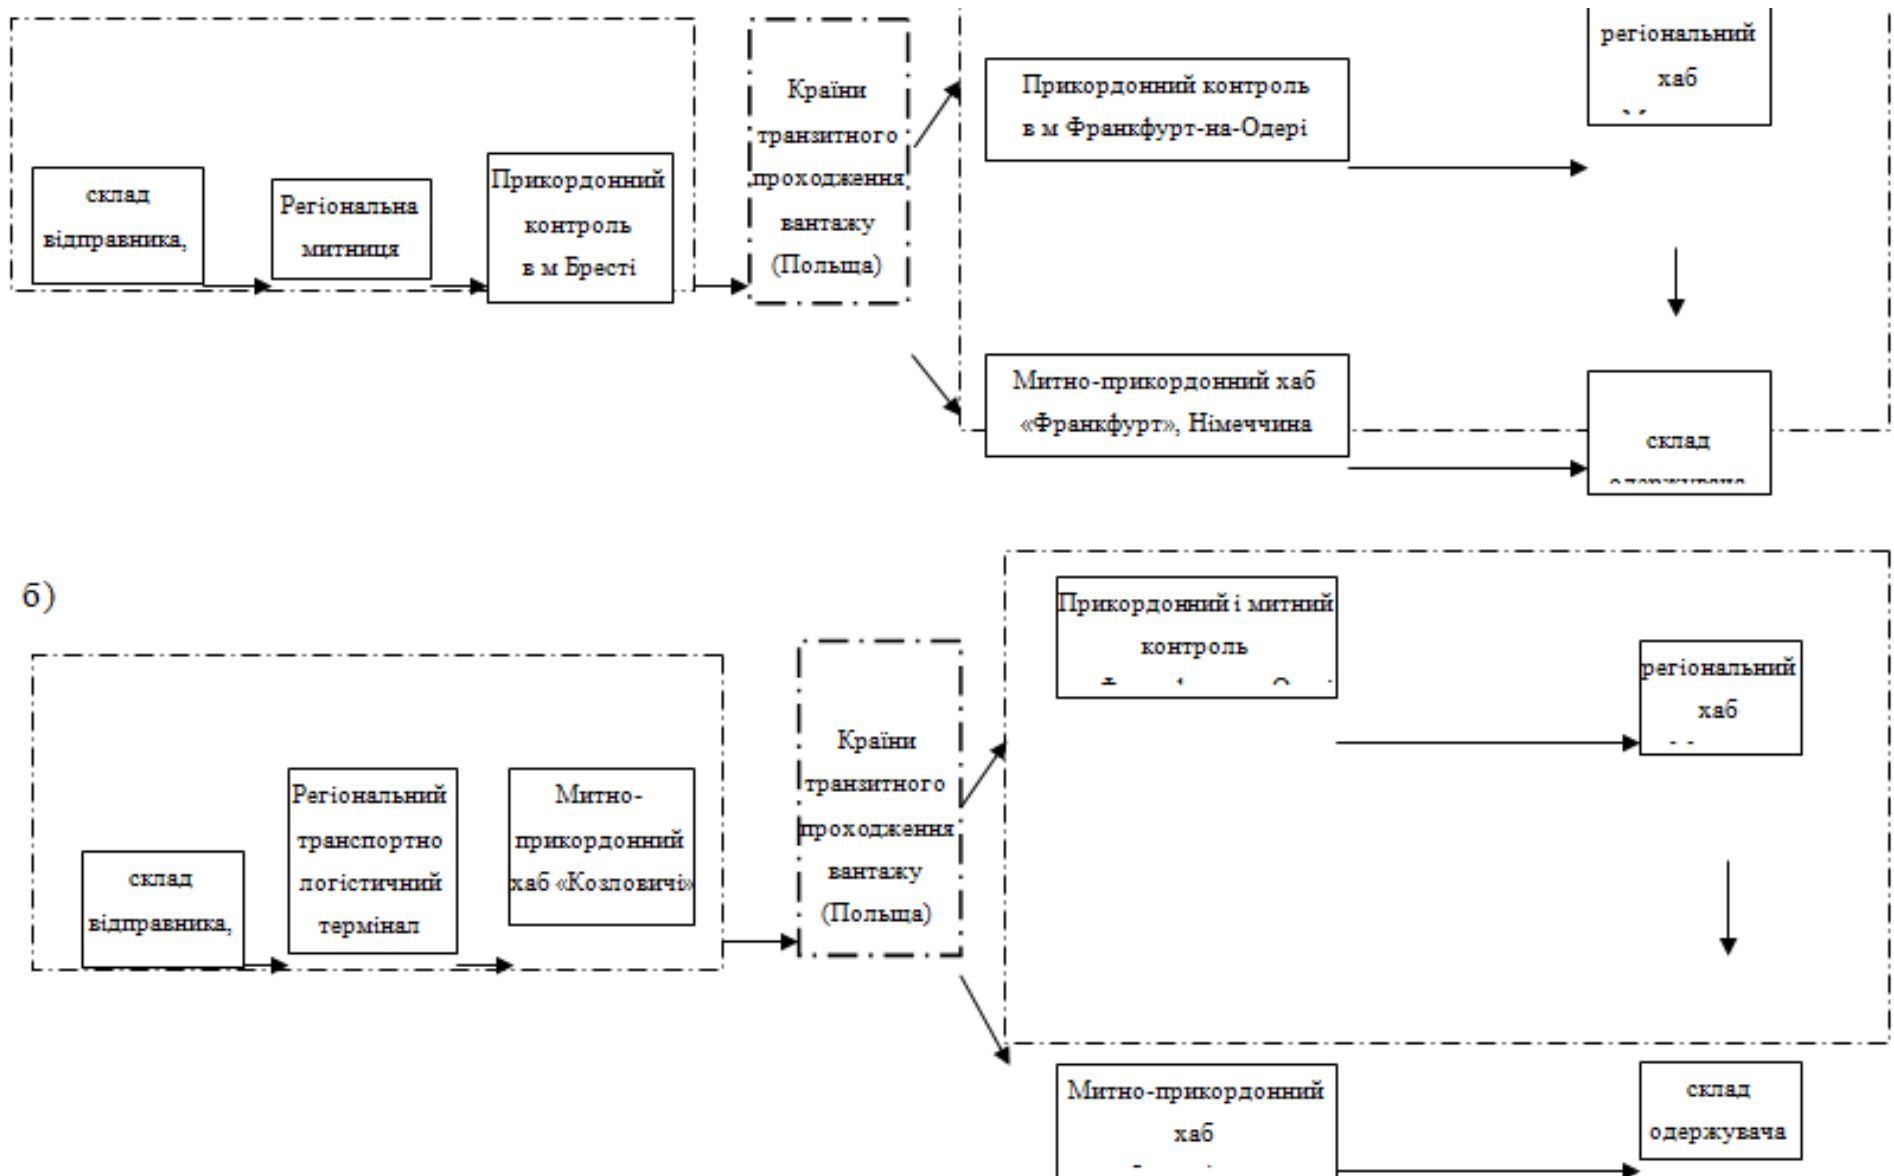 склад
відправника,
Регіональна
митниця
Прикордонний
контроль
в м Бресті
Країни
транзитного
проходження
вантажу
(Польща)
Прикордонний контроль
в м Франкфурт-на-Одері
регіональний
хаб
Митно-прикордонний хаб
«Франкфурт», Німеччина
склад
б)
склад
відправника,
Регіональний
транспортно
логістичний
термінал
Митно-
прикордонний
хаб «Козловичі»
Країни
транзитного
проходження
вантажу
(Польща)
Прикордонний і митний
контроль
регіональний
хаб
Митно-прикордонний
хаб
склад
одержувача